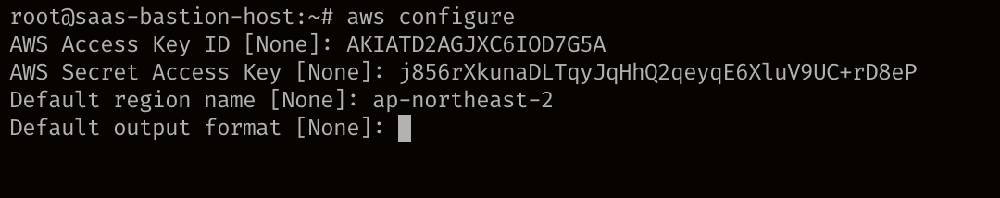 root@saas-bastion-host:~# aws configure
AWS Access Key ID [None]: AKIATD2AGJXC6IOD7G5A
AWS Secret Access Key [None]: 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
Default region name [None]: ap-northeast-2
Default output format [None]: